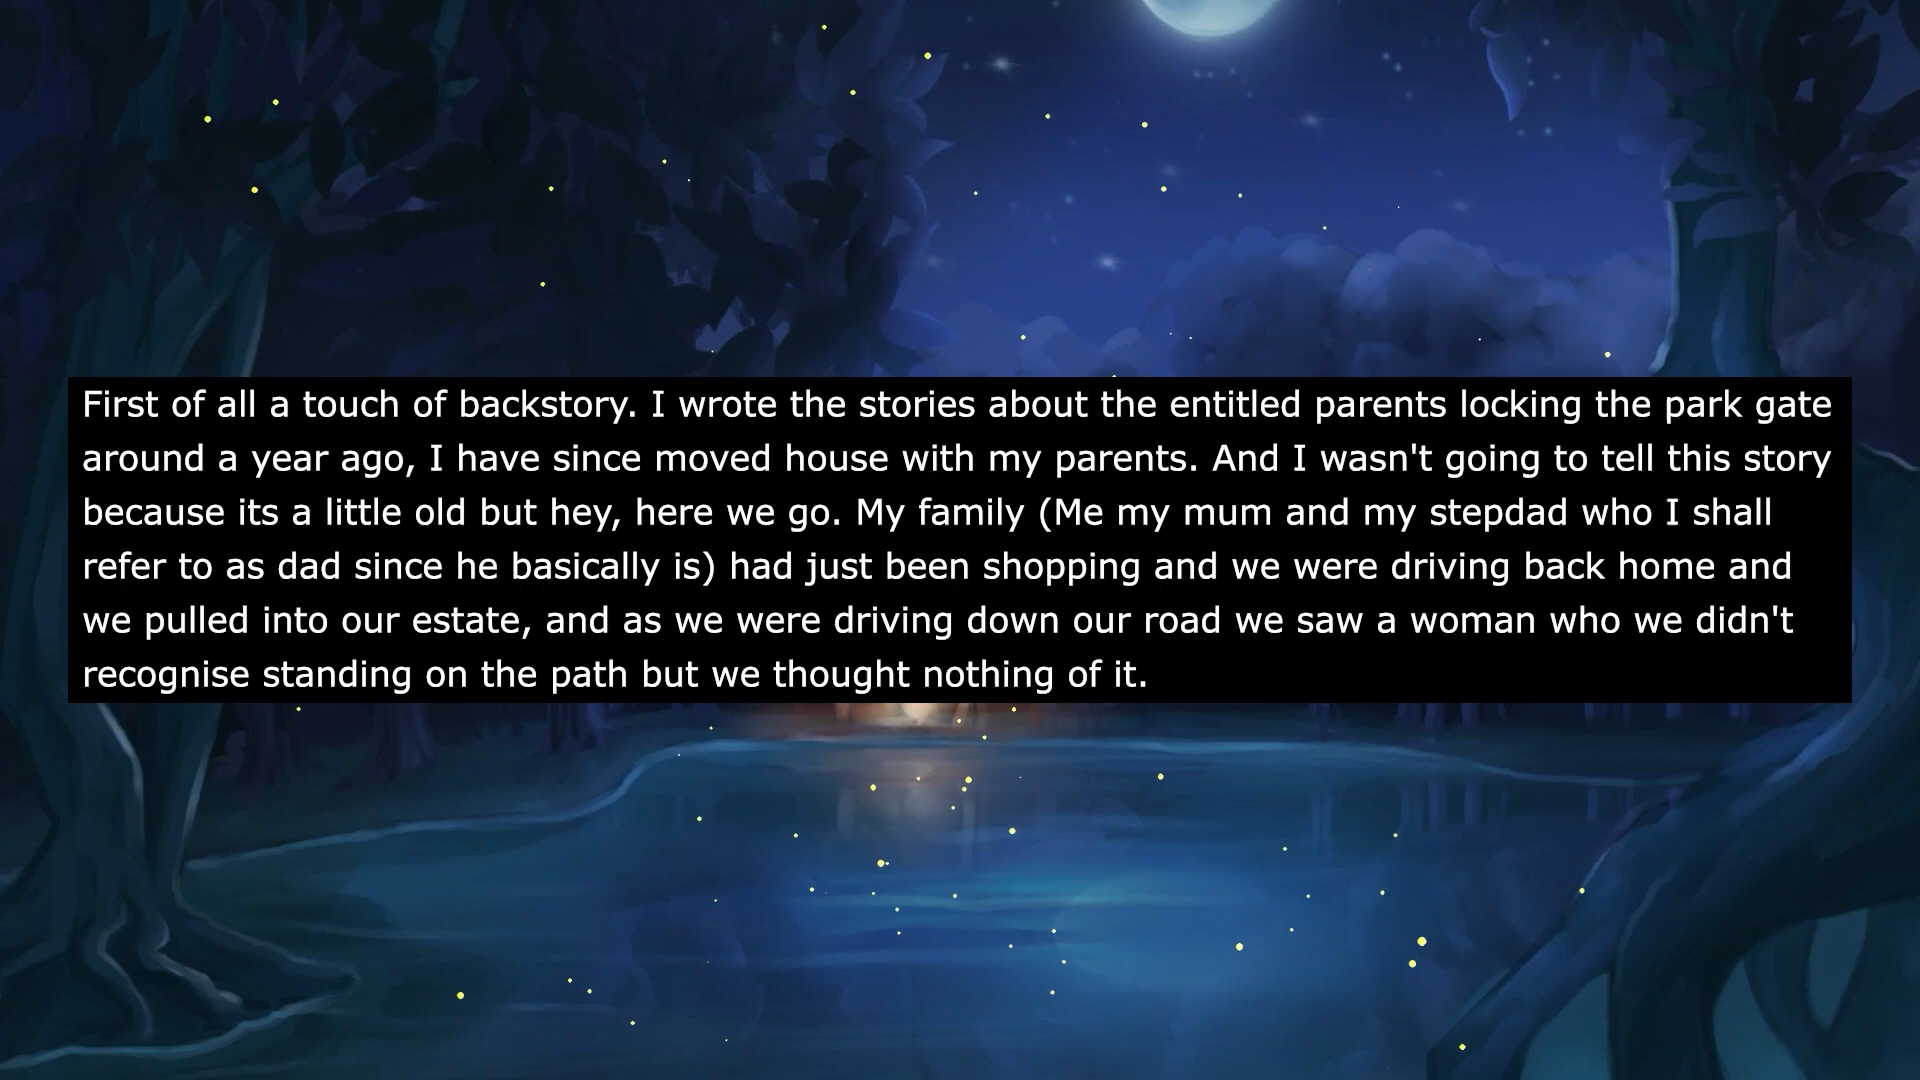 First of all a touch of backstory. I wrote the stories about the entitled parents locking the park gate
around a year ago, I have since moved house with my parents. And I wasn't going to tell this story
because its a little old but hey, here we go. My family (Me my mum and my stepdad who I shall
refer to as dad since he basically is) had just been shopping and we were driving back home and
we pulled into our estate, and as we were driving down our road we saw a woman who we didn't
recognise standing on the path but we thought nothing of it.